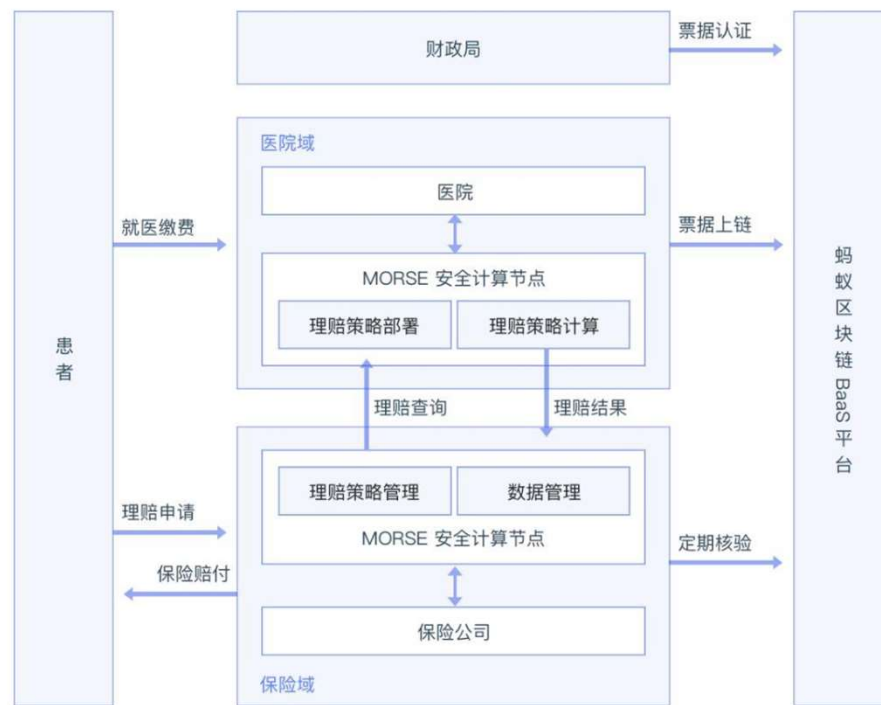 财政局
票据认证
医院域
医院
就医缴费
票据上链
MORSE 安全计算节点
理赔策略部署
理赔策略计算
患者
蚂蚁区块链 BaaS 平台
理赔查询
理赔结果
理赔策略管理
数据管理
理赔申请
MORSE 安全计算节点
定期核验
保险赔付
保险公司
保险域